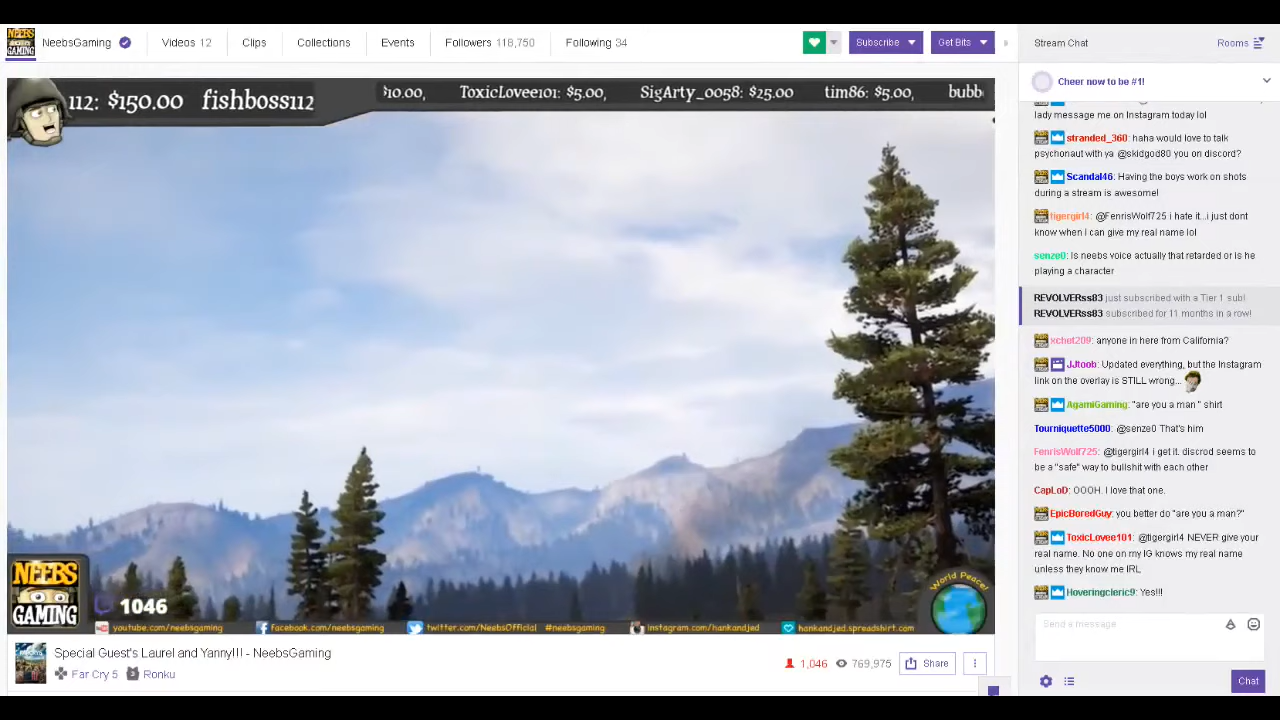 NeebsGaming
Videos 12
Clips
Collections
Events
Followers 118,750
Following 34
Subscribe
Get Bits
Stream Chat
Rooms
112: $150.00 fishboss112
$10.00, ToxicLovee101: $5.00, SigArty_0058: $25.00 tim86: $5.00, bubb
Cheer now to be #1!
lady message me on Instagram today lol
stranded_360: haha would love to talk
psychonaut with ya @skidgod80 you on discord?
Scandal46: Having the boys work on shots
during a stream is awesome!
tigergirl4: @FenrisWolf725 i hate it...i just dont
know when I can give my real name lol
senze0: Is neebs voice actually that retarded or is he
playing a character
REVOLVERss83 just subscribed with a Tier 1 sub!
REVOLVERss83 subscribed for 11 months in a row!
xchet209: anyone in here from California?
JJtoob: Updated everything, but the Instagram
link on the overlay is STILL wrong...
AgamiGaming: "are you a man" shirt
Tourniquette5000: @senze0 That's him
FenrisWolf725: @tigergirl4 i get it. discrod seems to
be a "safe" way to bullshit with each other
CapLoD: OOOH. I love that one.
EpicBoredGuy: you better do "are you a man?"
ToxicLovee101: @tigergirl4 NEVER give your
real name. No one on my IG knows my real name
unless they know me IRL
Hoveringcleric9: Yes!!!
Send a message
Chat
NEEBS
GAMING
1046
World Peace!
youtube.com/neebsgaming
facebook.com/neebsgaming
twitter.com/NeebsOfficial #neebsgaming
instagram.com/hankandjed
hankandjed.spreadshirt.com
Special Guest's Laurel and Yanny!!! - NeebsGaming
Far Cry 5
Ronku
1,046
769,975
Share